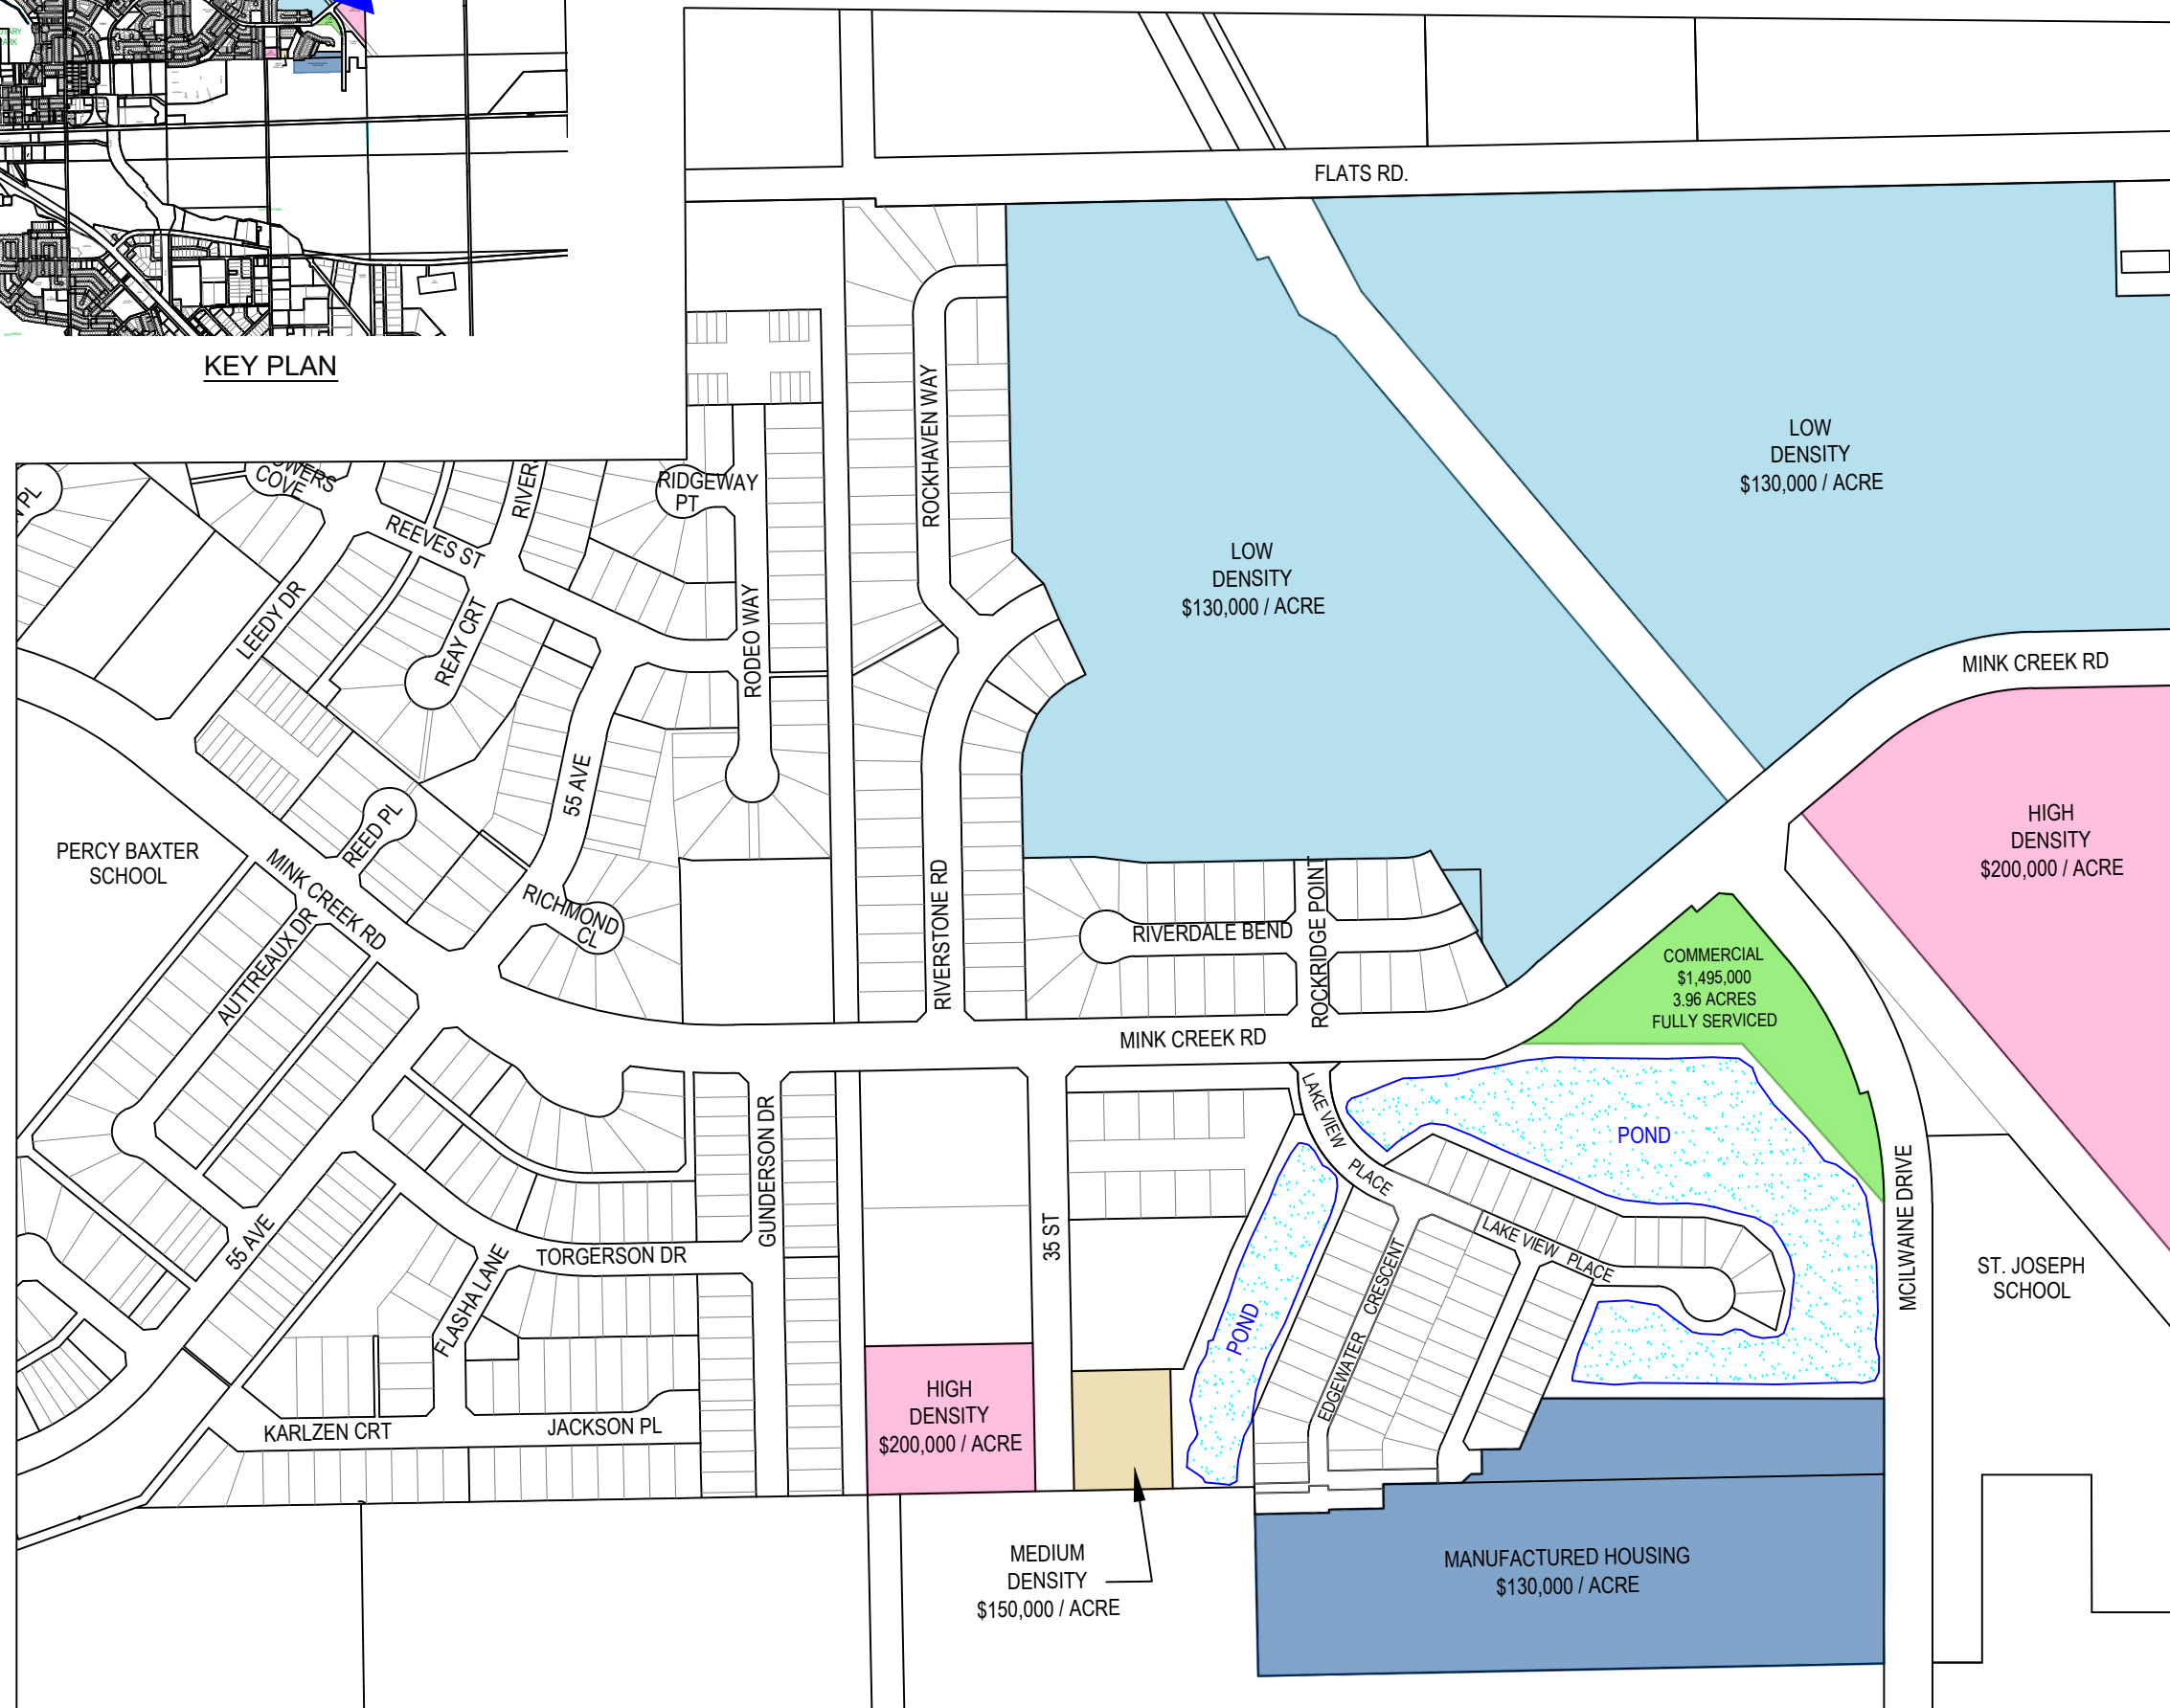 KEY PLAN
FLATS RD.
LOW
DENSITY
$130,000 / ACRE
LOW
DENSITY
$130,000 / ACRE
MINK CREEK RD
HIGH
DENSITY
$200,000 / ACRE
ROCKHAVEN WAY
RIDGEWAY
PT
COVE
REEVES ST
LEEDY DR
REAY CRT
RODEO WAY
55 AVE
REED PL
RICHMOND
CL
PERCY BAXTER
SCHOOL
MINK CREEK RD
AUTTREAUX DR
RIVERSTONE RD
RIVERDALE BEND
ROCKRIDGE POINT
MINK CREEK RD
COMMERCIAL
$1,495,000
3.96 ACRES
FULLY SERVICED
POND
LAKE VIEW PLACE
LAKE VIEW PLACE
EDGEWATER CRESCENT
POND
MCILWAINE DRIVE
ST. JOSEPH
SCHOOL
GUNDERSON DR
35 ST
55 AVE
TORGERSON DR
FLASHA LANE
KARLZEN CRT
JACKSON PL
HIGH
DENSITY
$200,000 / ACRE
MEDIUM
DENSITY
$150,000 / ACRE
MANUFACTURED HOUSING
$130,000 / ACRE